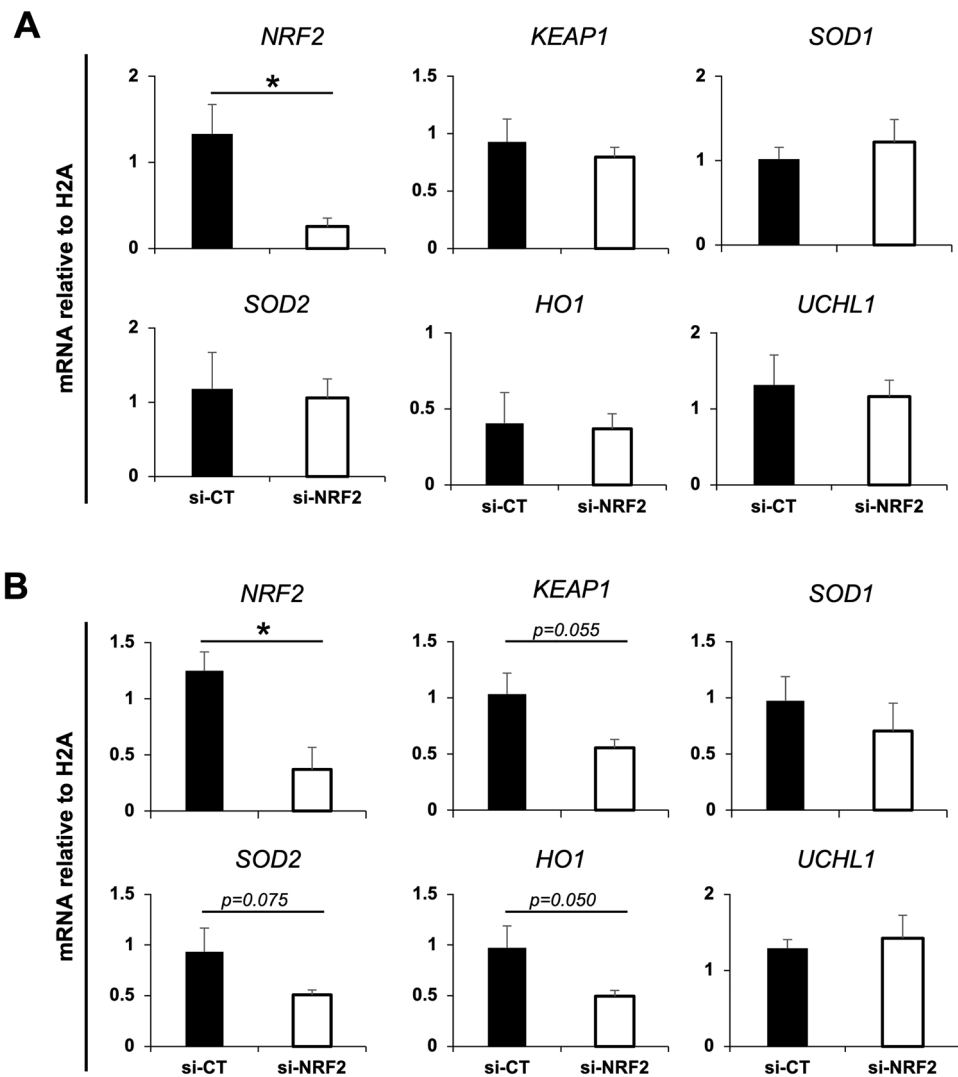 A
NRF2
KEAP1
SOD1
mRNA relative to H2A
2
1
0
*
1.5
1
0.5
0
2
1
0
SOD2
HO1
UCHL1
2
1
0
1
0.5
0
2
1
0
si-CT si-NRF2
si-CT si-NRF2
si-CT si-NRF2
B
NRF2
KEAP1
SOD1
mRNA relative to H2A
1.5
1
0.5
0
*
1.5
1
0.5
0
p=0.055
1.5
1
0.5
0
SOD2
HO1
UCHL1
1.5
1
0.5
0
p=0.075
1.5
1
0.5
0
p=0.050
2
1
0
si-CT si-NRF2
si-CT si-NRF2
si-CT si-NRF2